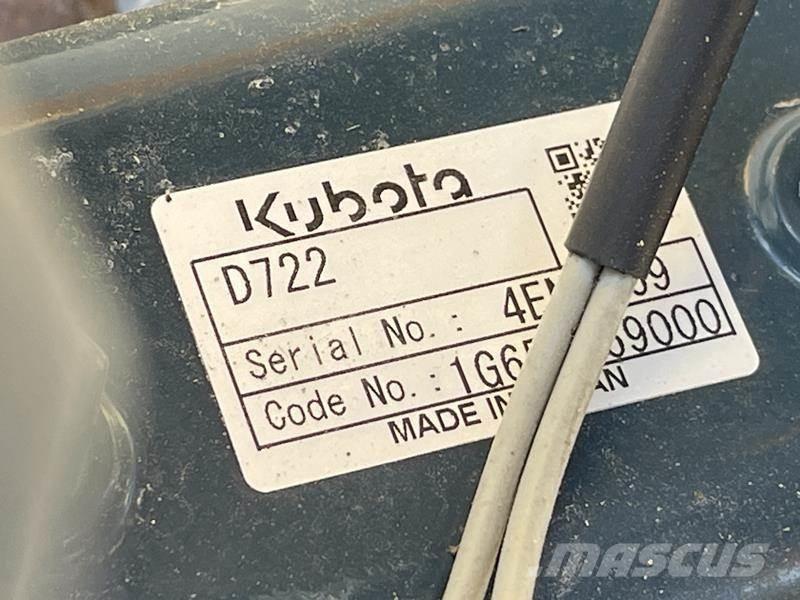 Kubota
D722
Serial No.:
Code No.:
MADE IN
MASCUS